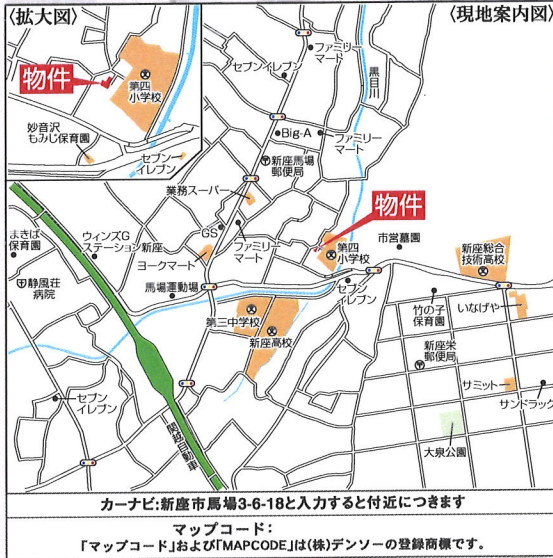 〈拡大図〉
〈現地案内図〉
物件
第四
小学校
妙音沢
もみじ保育園
セブン
イレブン
ファミリー
マート
セブンイレブン
黒目川
Big-A
ファミリー
マート
新座馬場
郵便局
業務スーパー
物件
GS
ファミリー
マート
第四
小学校
市営墓園
新座総合
技術高校
まきば
保育園
ウィンズG
ステーション新座
ヨークマート
静風荘
病院
馬場運動場
セブン
イレブン
竹の子
保育園
いなげや
第三中学校
新座高校
新座栄
郵便局
サミット
サンドラッグ
セブン
イレブン
関越自動車
大泉公園
カーナビ:新座市馬場3-6-18と入力すると付近につきます
マップコード:
「マップコード」および「MAPCODE」は(株)デンソーの登録商標です。